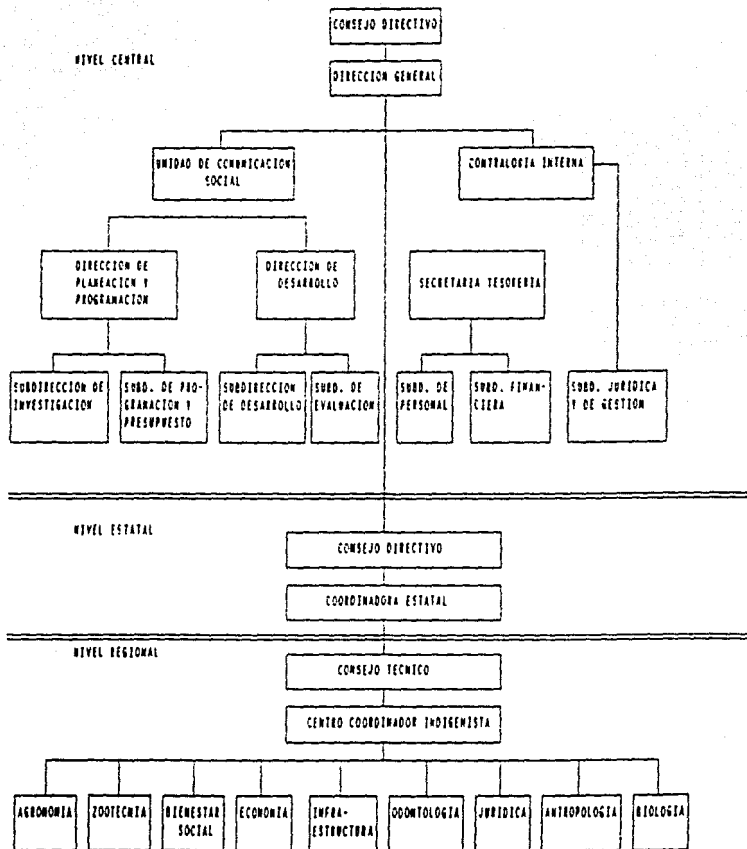 CONSEJO DIRECTIVO
NIVEL CENTRAL
DIRECCION GENERAL
UNIDAD DE COMUNICACION
SOCIAL
CONTRALORIA INTERNA
DIRECCION DE
PLANEACION Y
PROGRAMACION
DIRECCION DE
DESARROLLO
SECRETARIA TESORERIA
SUBDIRECCION DE
INVESTIGACION
SUBD. DE PRO-
GRAMACION Y
PRESUPUESTO
SUBDIRECCION
DE DESARROLLO
SUBD. DE
EVALUACION
SUBD. DE
PERSONAL
SUBD. FINAN-
CIERA
SUBD. JURIDICA
Y DE GESTION
NIVEL ESTATAL
CONSEJO DIRECTIVO
COORDINADORA ESTATAL
NIVEL REGIONAL
CONSEJO TECNICO
CENTRO COORDINADOR INDIGENISTA
AGRONOMIA
ZOOTECNIA
BIENESTAR
SOCIAL
ECONOMIA
INFRA-
ESTRUCTURA
ODONTOLOGIA
JURIDICA
ANTROPOLOGIA
BIOLOGIA